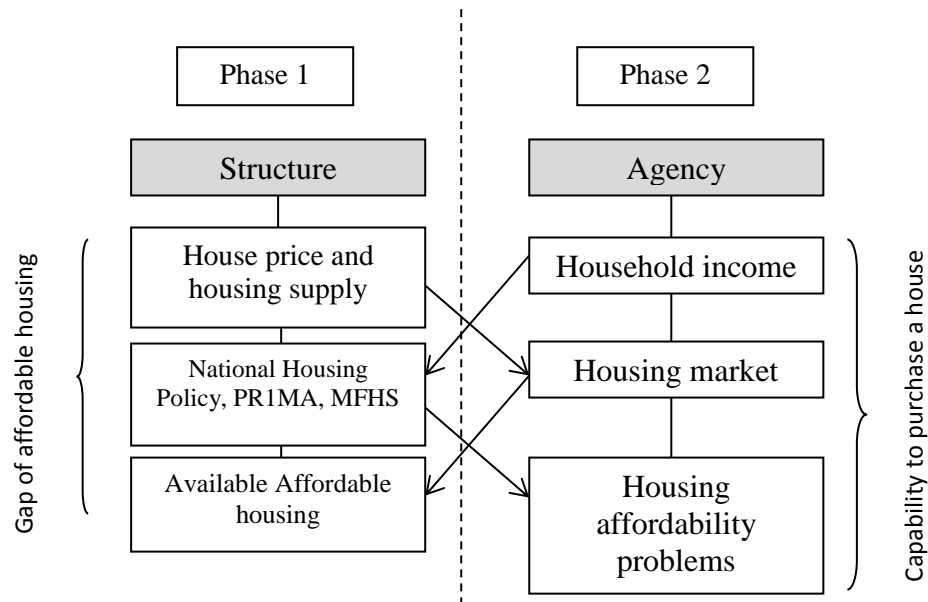 Phase 1
Phase 2
Structure
Agency
Gap of affordable housing
House price and
housing supply
National Housing
Policy, PR1MA, MFHS
Available Affordable
housing
Household income
Housing market
Housing
affordability
problems
Capability to purchase a house